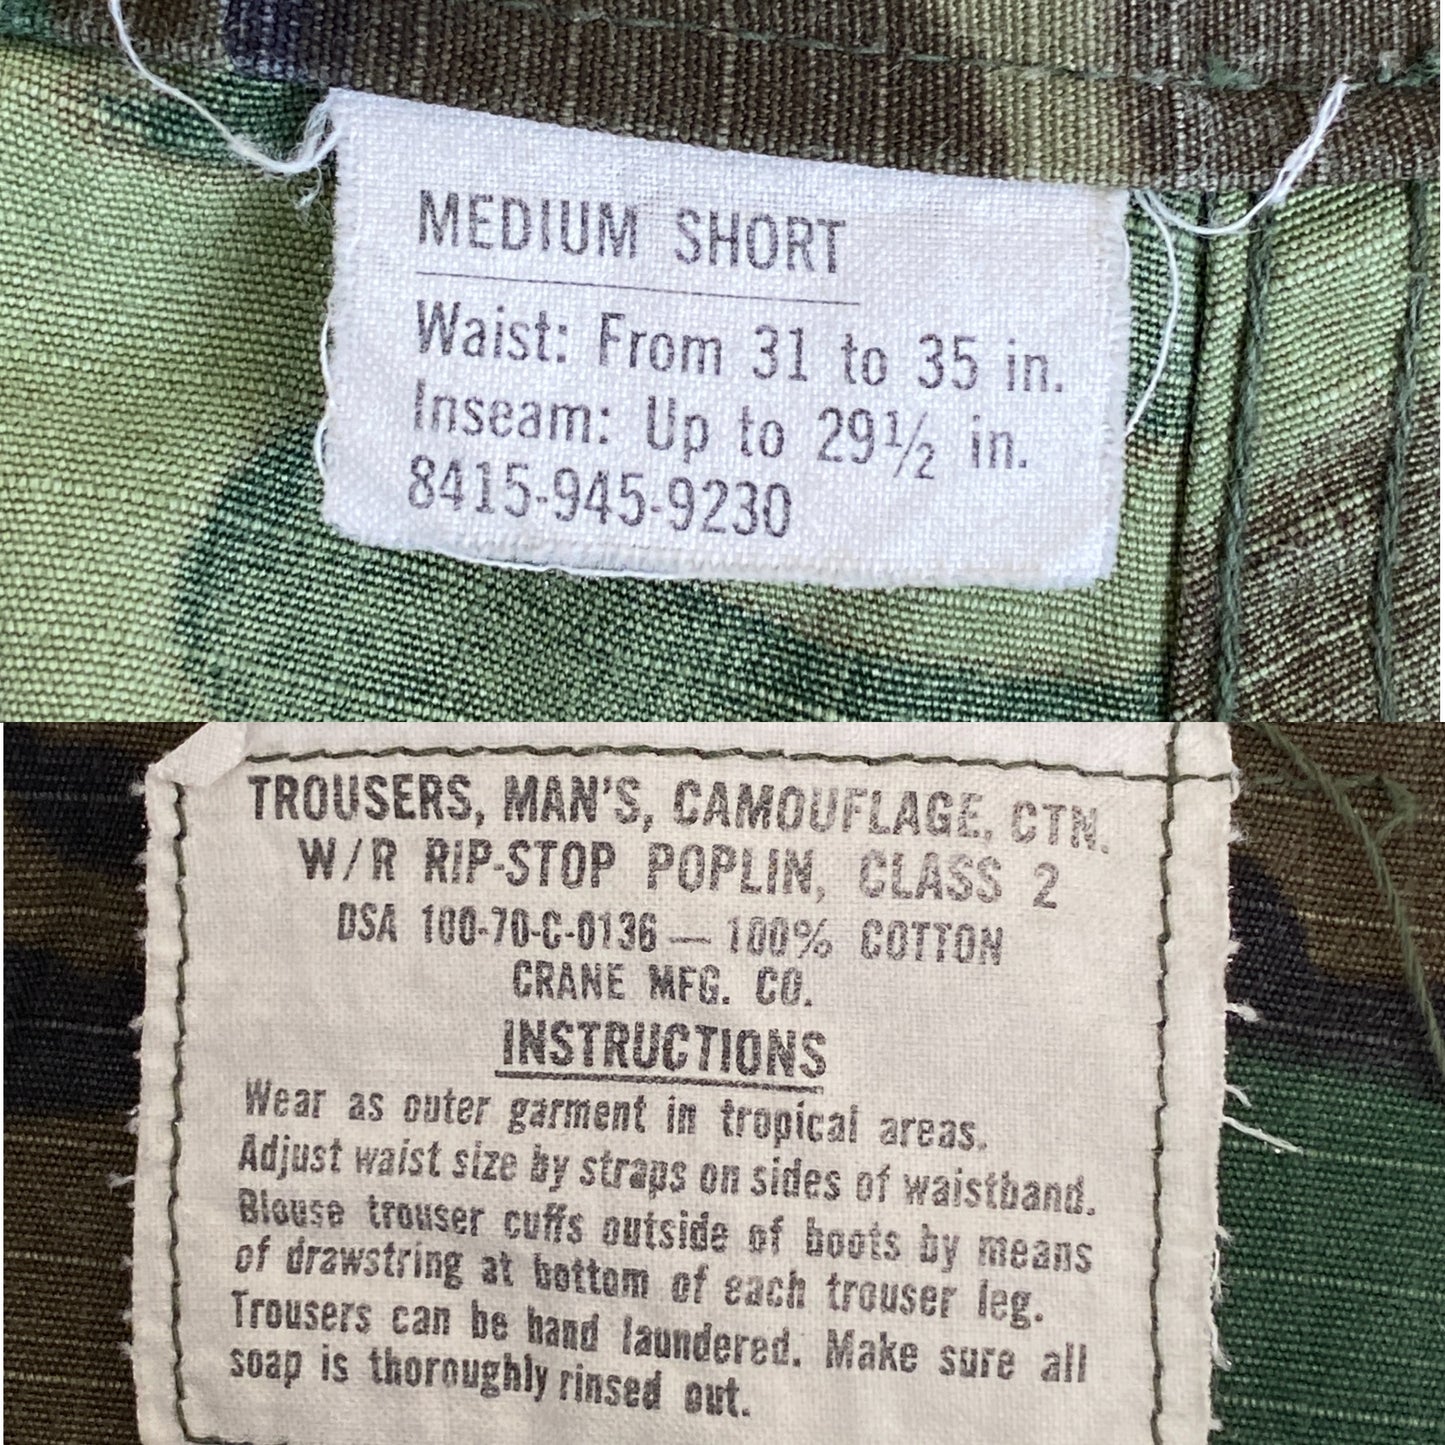 MEDIUM SHORT
Waist: From 31 to 35 in.
Inseam: Up to 29½ in.
8415-945-9230
TROUSERS, MAN'S, CAMOUFLAGE, CTN.
W/R RIP-STOP POPLIN, CLASS 2
DSA 100-70-C-0136 — 100% COTTON
CRANE MFG. CO.
INSTRUCTIONS
Wear as outer garment in tropical areas.
Adjust waist size by straps on sides of waistband.
Blouse trouser cuffs outside of boots by means
of drawstring at bottom of each trouser leg.
Trousers can be hand laundered. Make sure all
soap is thoroughly rinsed out.